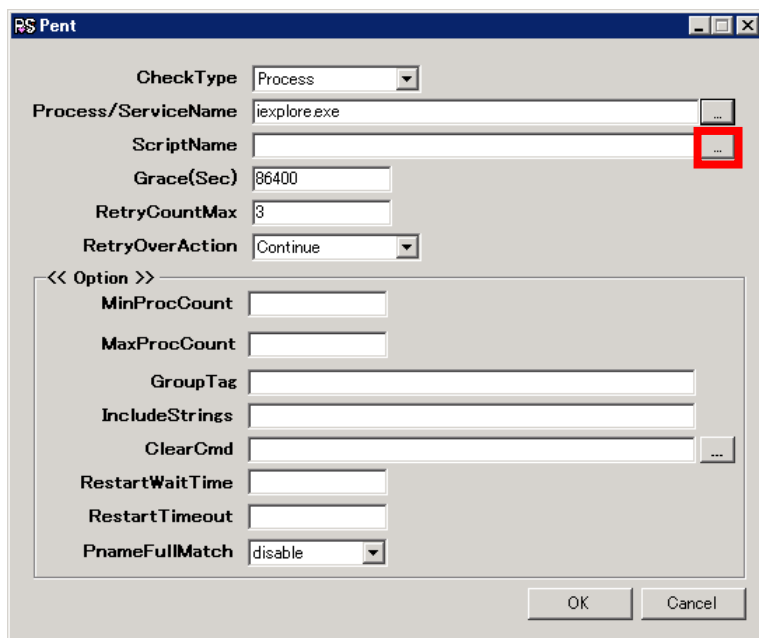 RS Pent
CheckType Process
Process/ServiceName iexplore.exe ...
ScriptName ...
Grace(Sec) 86400
RetryCountMax 3
RetryOverAction Continue
<< Option >>
MinProcCount
MaxProcCount
GroupTag
IncludeStrings
ClearCmd ...
RestartWaitTime
RestartTimeout
PnameFullMatch disable
OK Cancel